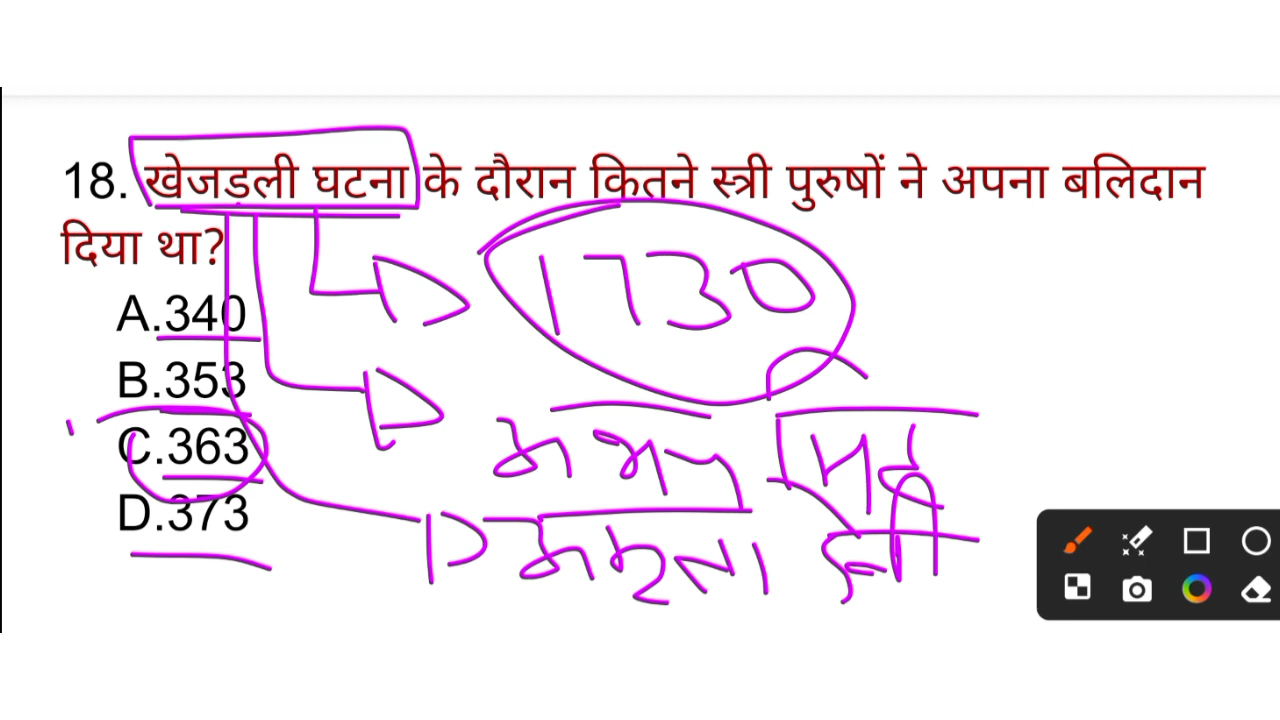 18. खेजड़ली घटना के दौरान कितने स्त्री पुरुषों ने अपना बलिदान
दिया था?
A.340
1730
B.353
C.363
D.373